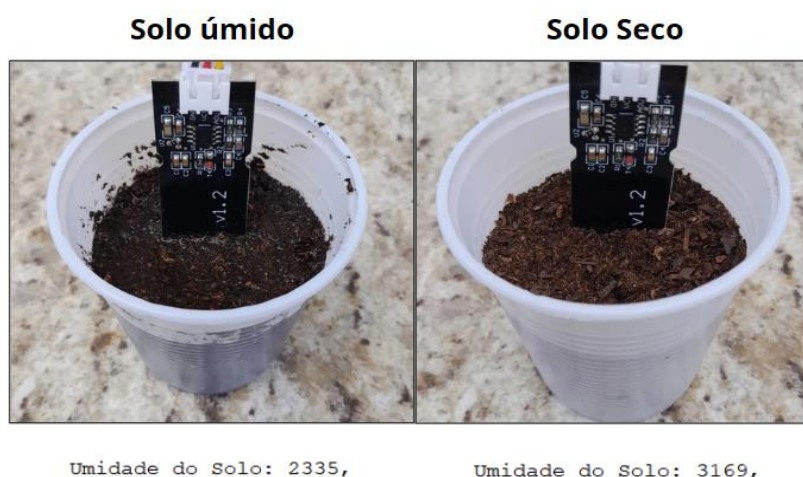 Solo úmido
Solo Seco
v1.2
v1.2
Umidade do Solo: 2335,
Umidade do Solo: 3169,